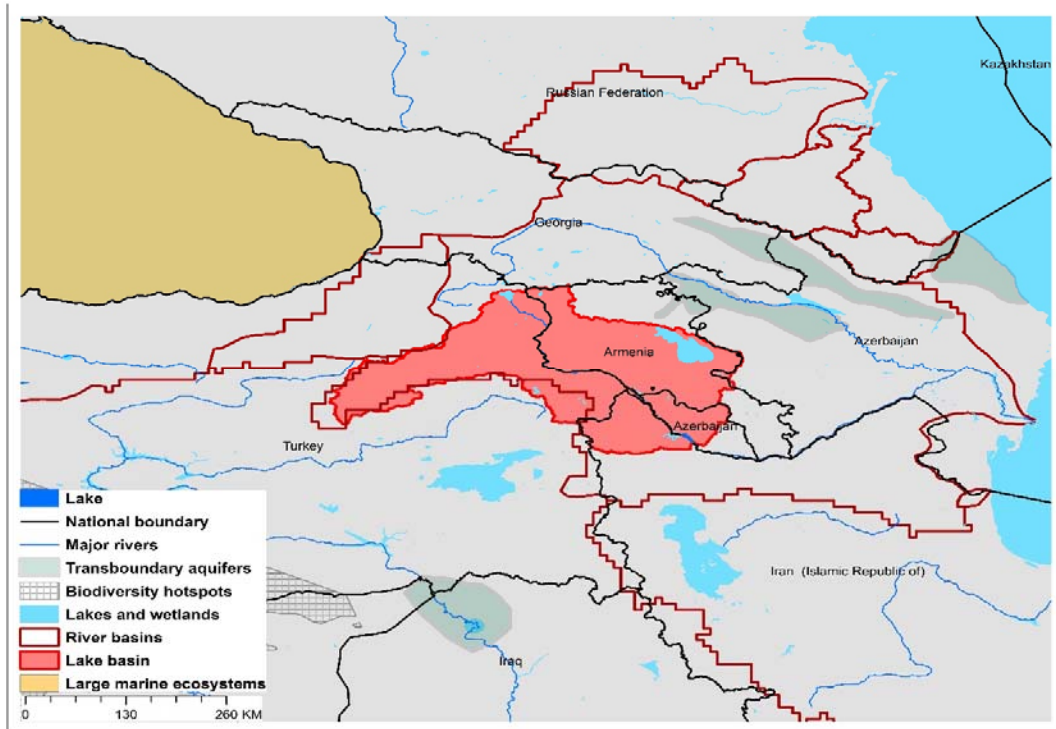 Kazakhstan
Russian Federation
Georgia
Azerbaijan
Armenia
Azerbaijan
Turkey
Iran (Islamic Republic of)
Iraq
Lake
National boundary
Major rivers
Transboundary aquifers
Biodiversity hotspots
Lakes and wetlands
River basins
Lake basin
Large marine ecosystems
0 130 260 KM